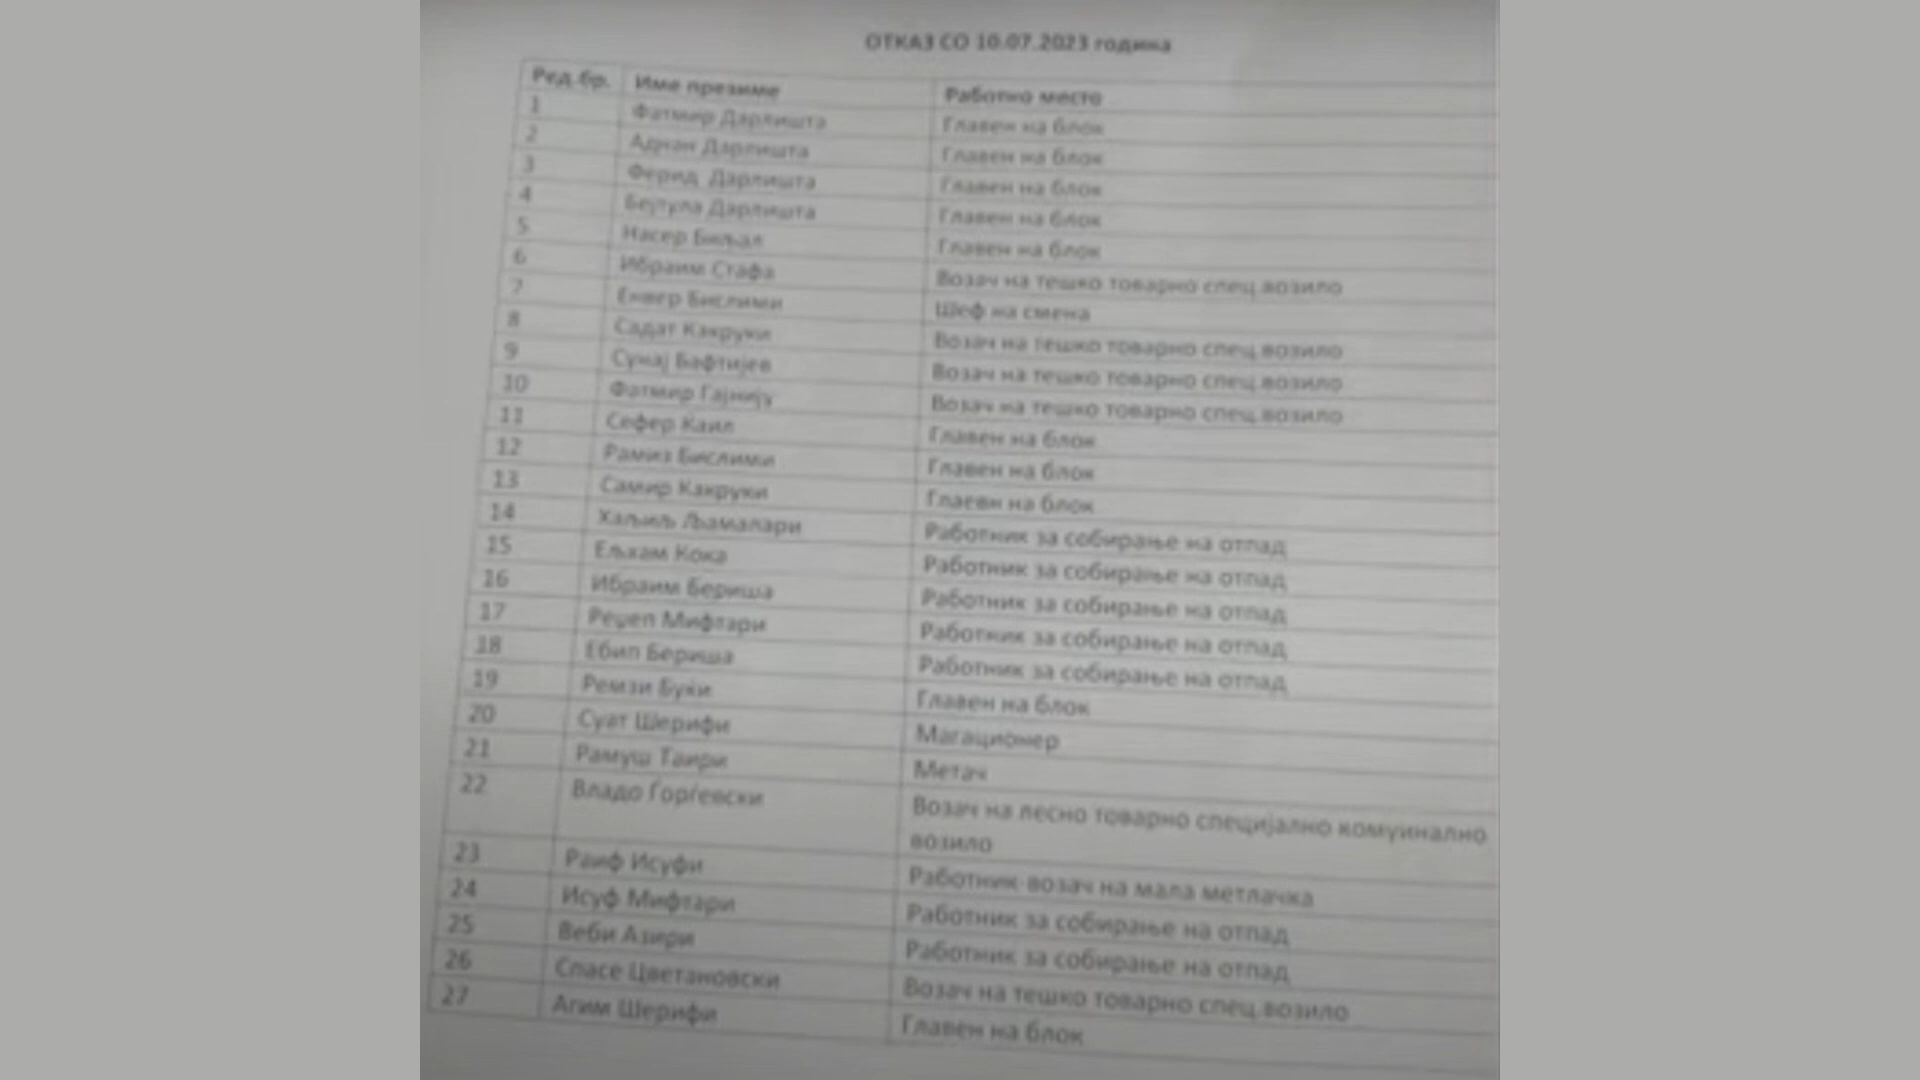 ОТКАЗ СО 10.07.2023 година
Ред.бр. Име презиме Работно место
1 Фатмир Дарлишта Главен на блок
2 Аднан Дарлишта Главен на блок
3 Ферид Дарлишта Главен на блок
4 Бејтула Дарлишта Главен на блок
5 Насер Биљал Главен на блок
6 Ибраим Стафа Возач на тешко товарно спец.возило
7 Енвер Бислими Шеф на смена
8 Садат Какруки Возач на тешко товарно спец.возило
9 Сунај Бафтијев Возач на тешко товарно спец.возило
10 Фатмир Гајнију Возач на тешко товарно спец.возило
11 Сефер Каил Главен на блок
12 Рамиз Бислими Главен на блок
13 Самир Какруки Глаевн на блок
14 Хаљиљ Љамалари Работник за собирање на отпад
15 Ељхам Кока Работник за собирање на отпад
16 Ибраим Бериша Работник за собирање на отпад
17 Реџеп Мифтари Работник за собирање на отпад
18 Ебип Бериша Работник за собирање на отпад
19 Ремзи Буќи Главен на блок
20 Суат Шерифи Магационер
21 Рамуш Таири Метач
22 Владо Ѓорѓевски Возач на лесно товарно специјално комуинално
возило
23 Раиф Исуфи Работник-возач на мала метлачка
24 Исуф Мифтари Работник за собирање на отпад
25 Веби Азири Работник за собирање на отпад
26 Спасе Цветановски Возач на тешко товарно спец.возило
27 Агим Шерифи Главен на блок